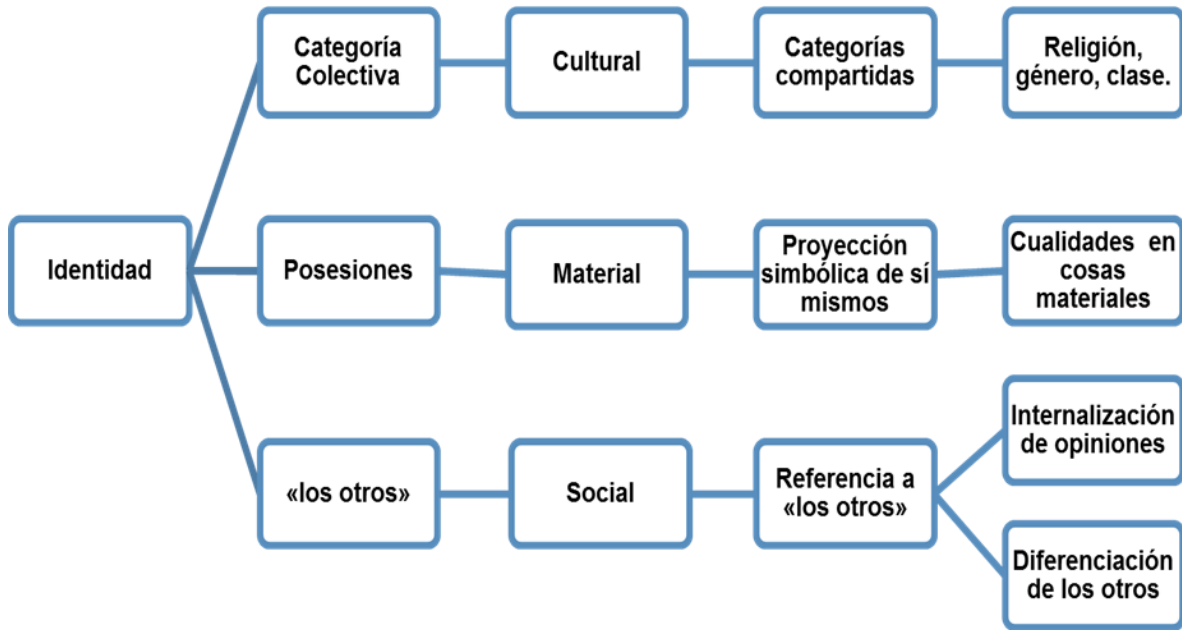 Categoría
Colectiva
Cultural
Categorías
compartidas
Religión,
género, clase.
Identidad
Posesiones
Material
Proyección
simbólica de sí
mismos
Cualidades en
cosas
materiales
«los otros»
Social
Referencia a
«los otros»
Internalización
de opiniones
Diferenciación
de los otros